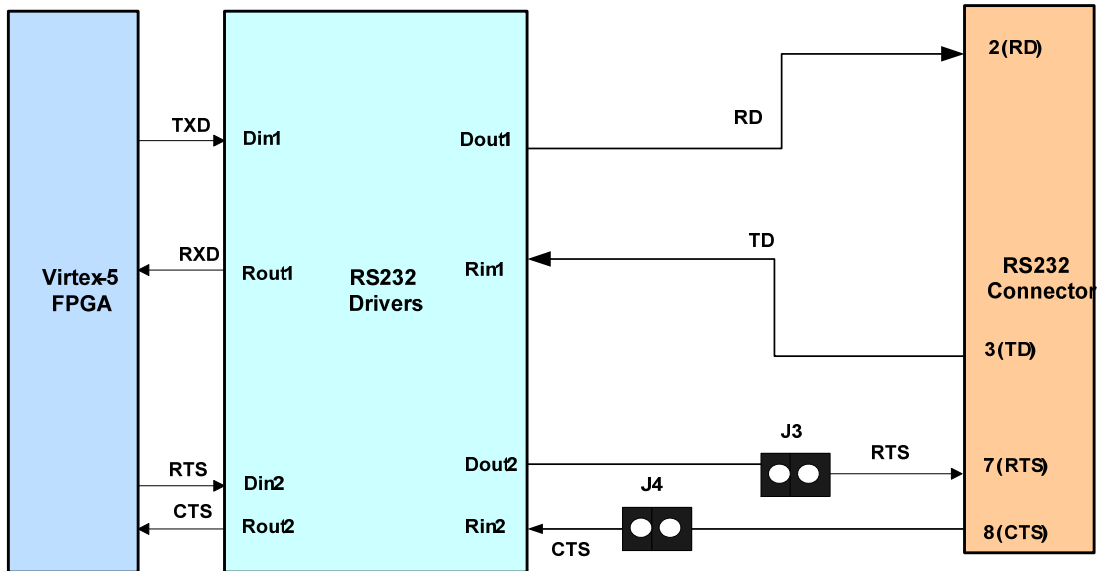 2(RD)
TXD
Din1
Dout1
RD
RXD
Rout1
Rin1
TD
Virtex-5
FPGA
RS232
Drivers
RS232
Connector
3(TD)
J3
RTS
Din2
Dout2
RTS
7(RTS)
J4
CTS
Rout2
Rin2
CTS
8(CTS)